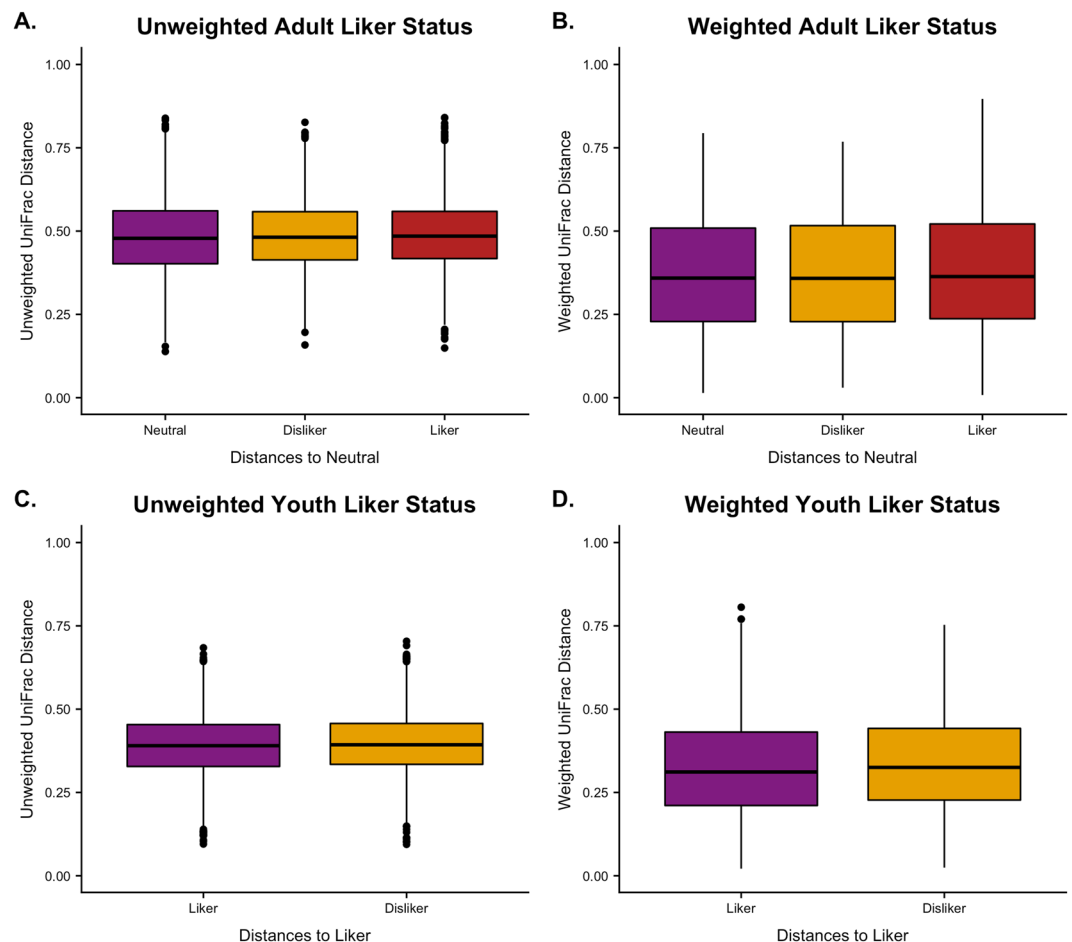 A.
Unweighted Adult Liker Status
Unweighted UniFrac Distance
1.00
0.75
0.50
0.25
0.00
Neutral
Disliker
Liker
Distances to Neutral
B.
Weighted Adult Liker Status
Weighted UniFrac Distance
1.00
0.75
0.50
0.25
0.00
Neutral
Disliker
Liker
Distances to Neutral
C.
Unweighted Youth Liker Status
Unweighted UniFrac Distance
1.00
0.75
0.50
0.25
0.00
Liker
Disliker
Distances to Liker
D.
Weighted Youth Liker Status
Weighted UniFrac Distance
1.00
0.75
0.50
0.25
0.00
Liker
Disliker
Distances to Liker